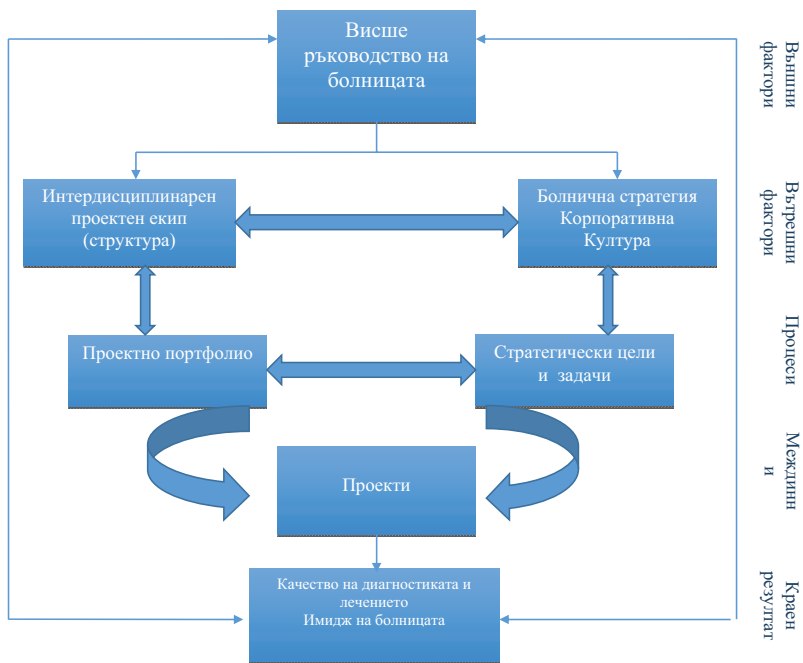 Висше
ръководство на
болницата
Външни
фактори
Интердисциплинарен
проектен екип
(структура)
Болнична стратегия
Корпоративна
Култура
Вътрешни
фактори
Проектно портфолио
Стратегически цели
и задачи
Процеси
Проекти
Междинн
и
Качество на диагностиката и
лечението
Имидж на болницата
Краен
резултат